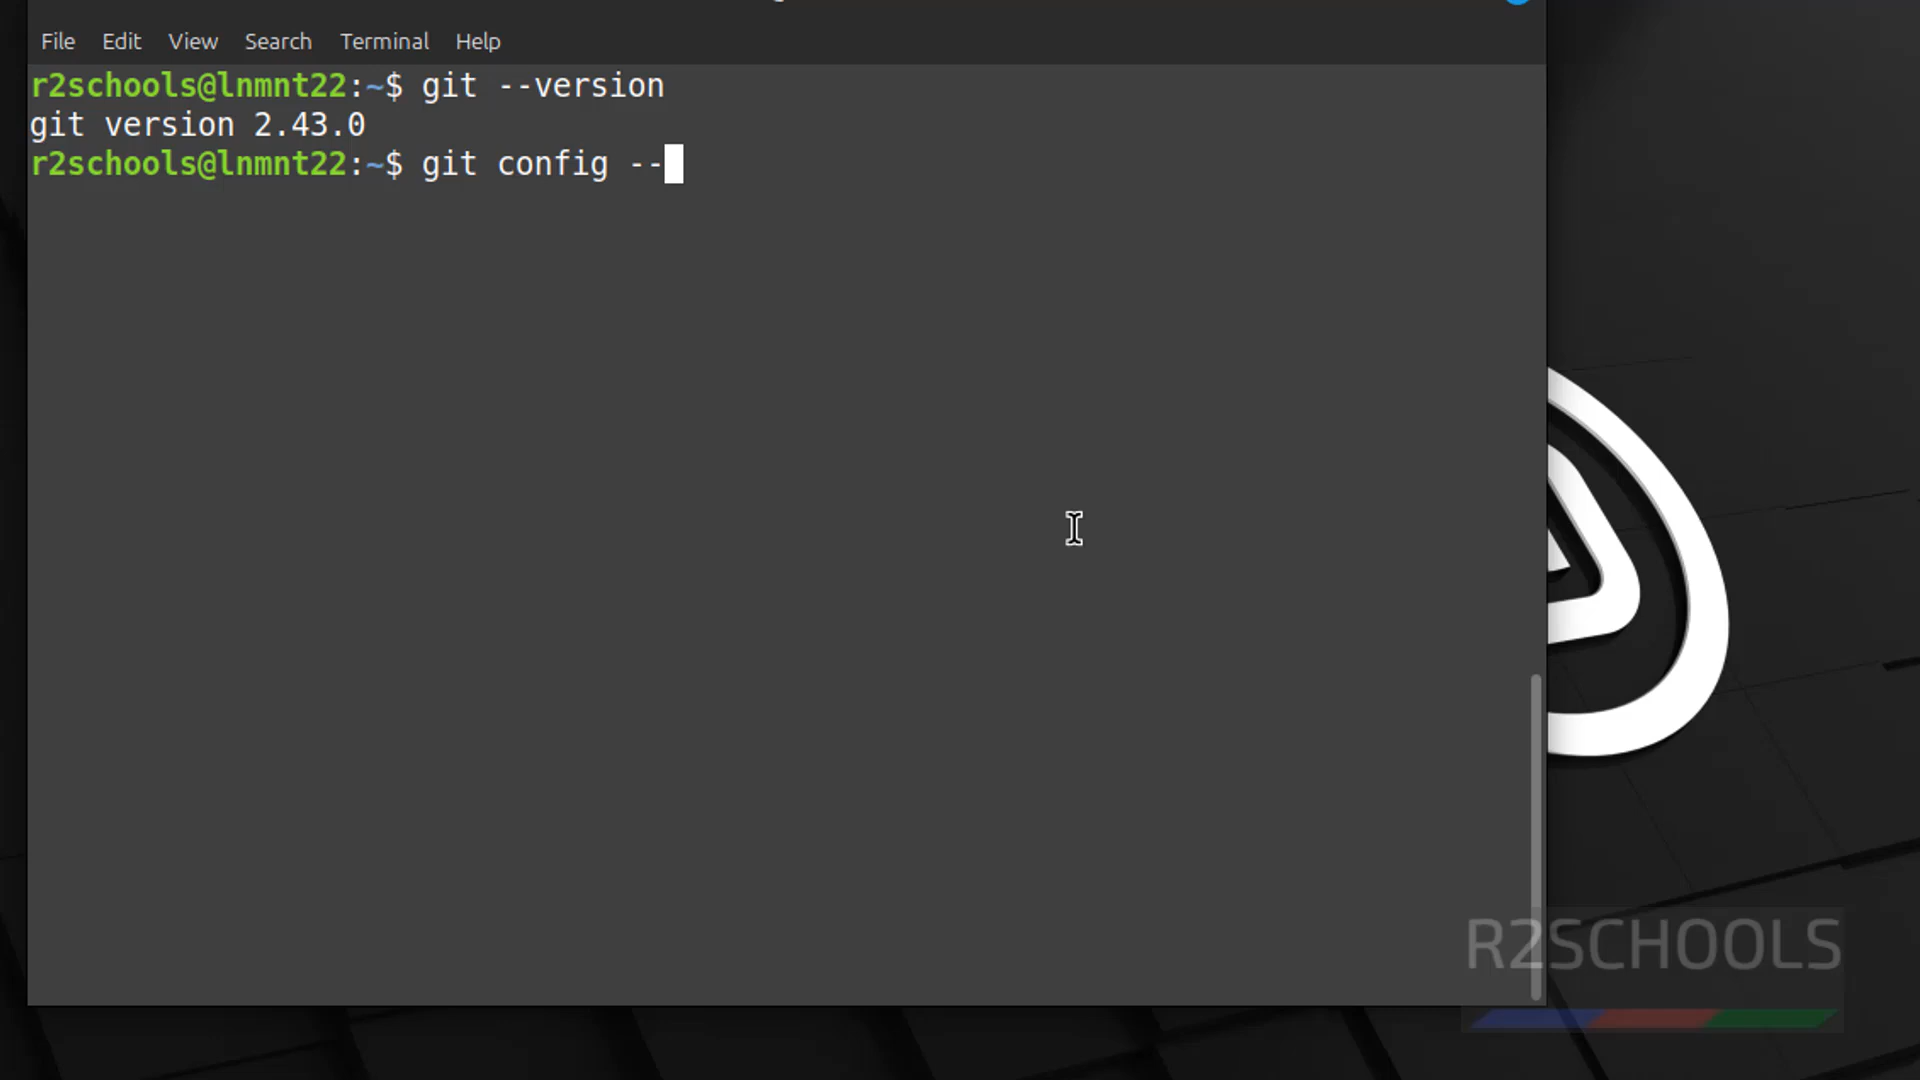 File Edit View Search Terminal Help
r2schools@lnmnt22:~$ git --version
git version 2.43.0
r2schools@lnmnt22:~$ git config --
R2SCHOOLS